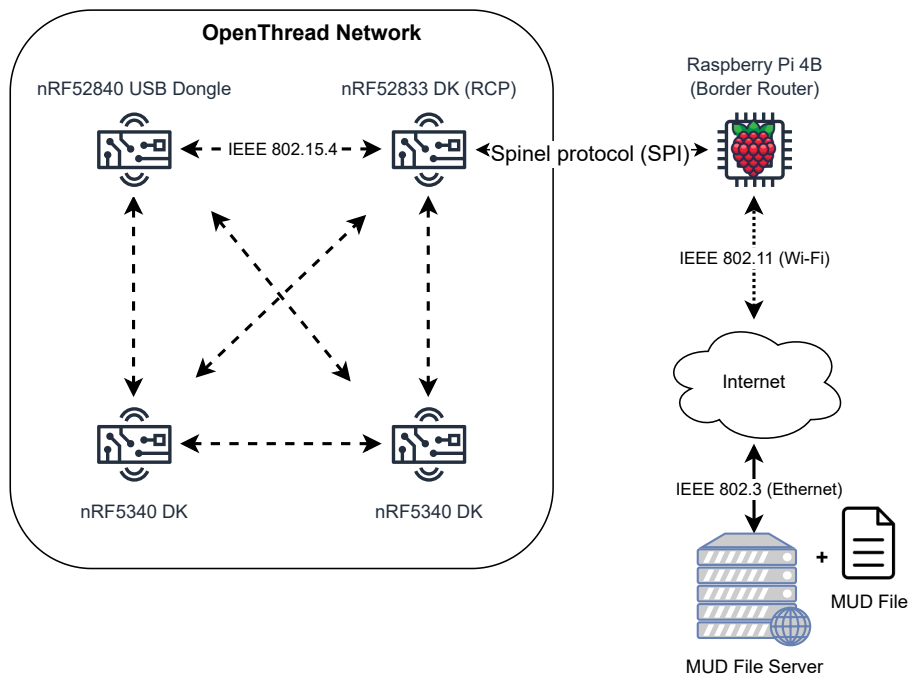 OpenThread Network
nRF52840 USB Dongle
nRF52833 DK (RCP)
Raspberry Pi 4B
(Border Router)
IEEE 802.15.4
Spinel protocol (SPI)
IEEE 802.11 (Wi-Fi)
Internet
IEEE 802.3 (Ethernet)
nRF5340 DK
nRF5340 DK
+
MUD File
MUD File Server